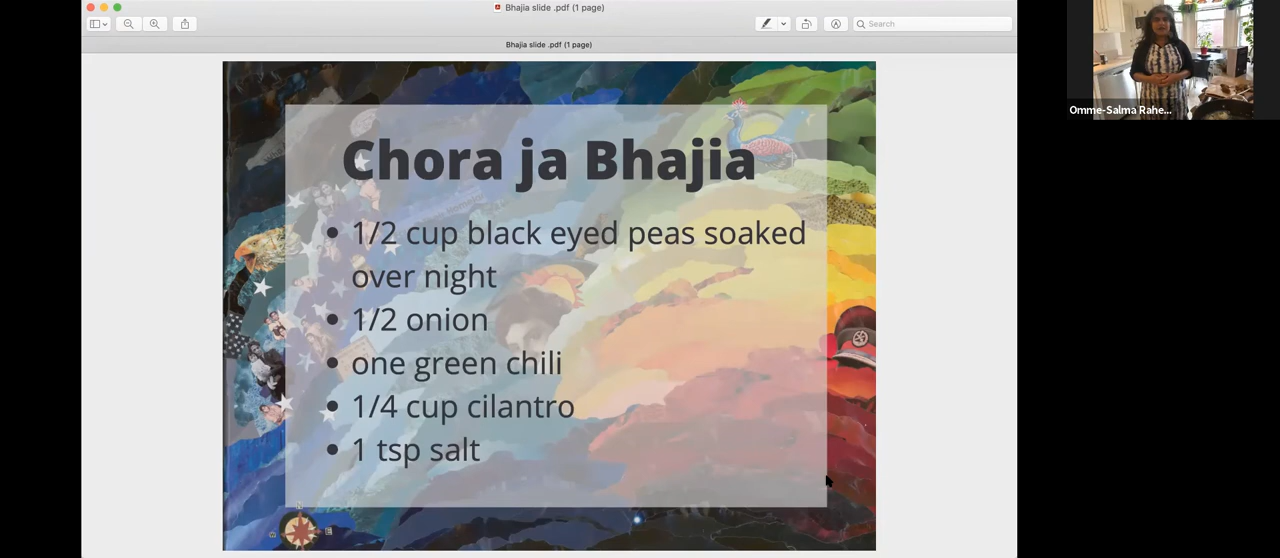 Bhajia slide .pdf (1 page)
Search
Bhajia slide .pdf (1 page)
Omme-Salma Rahe...
Chora ja Bhajia
• 1/2 cup black eyed peas soaked
over night
• 1/2 onion
• one green chili
• 1/4 cup cilantro
• 1 tsp salt
N